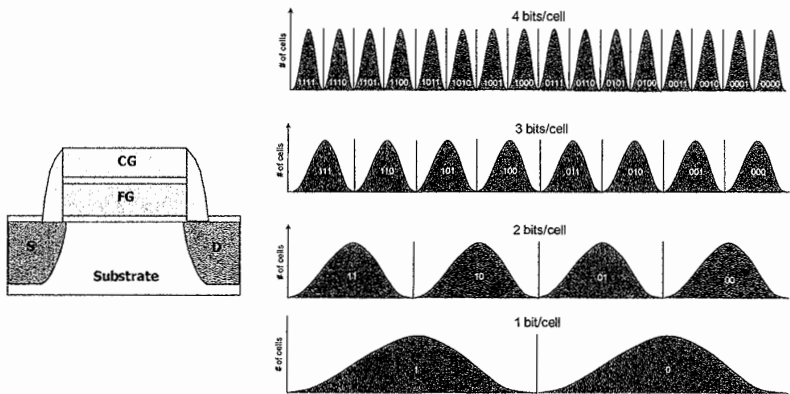 4 bits/cell
# of cells
1111 1110 1101 1100 1011 1010 1001 1000 0111 0110 0101 0100 0011 0010 0001 0000
3 bits/cell
# of cells
111 110 101 100 011 010 001 000
CG
FG
S D
Substrate
2 bits/cell
# of cells
11 10 01 00
1 bit/cell
# of cells
1 0